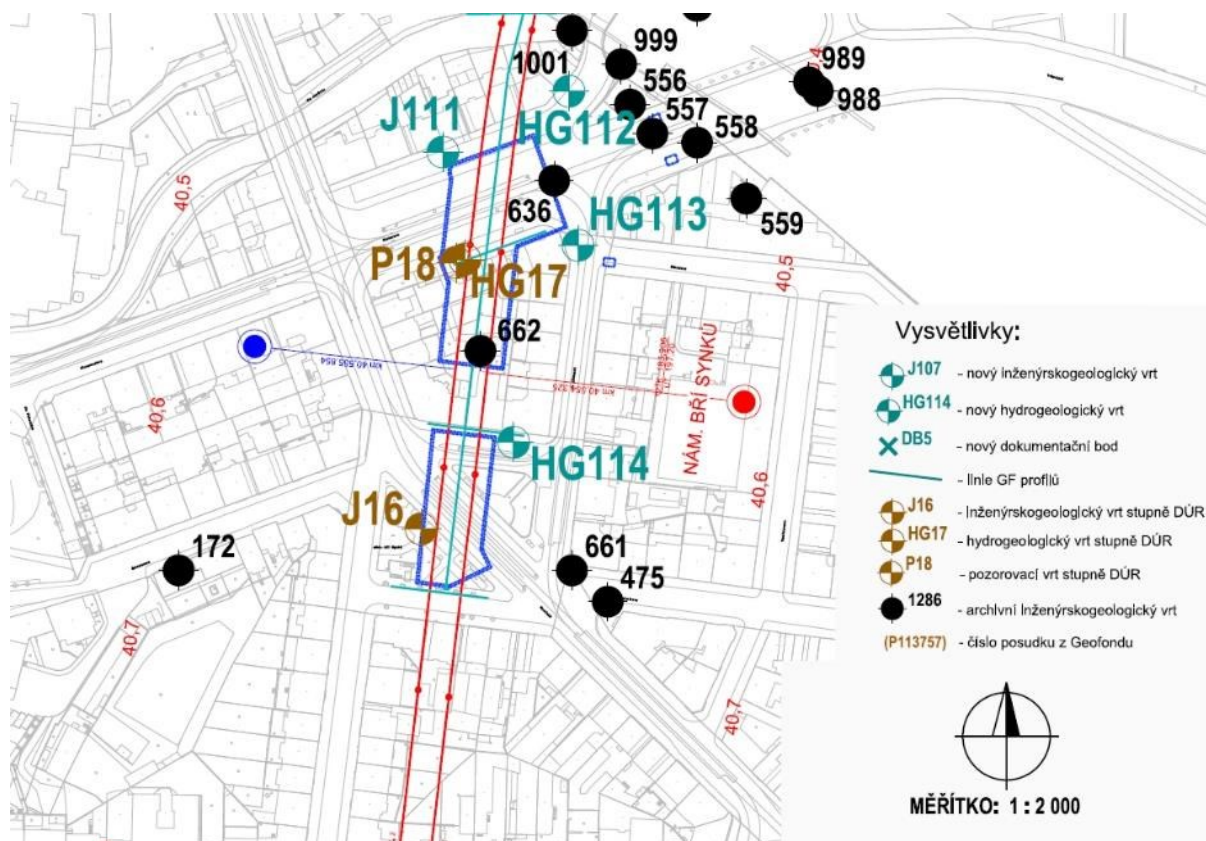 999
989
1001
556
988
J111
HG112
557
558
40,5
636
HG113
559
P18
HG17
40,5
662
km 40.554.325
40,6
NÁM. BŘÍ SYNKŮ
HG114
40,6
J16
172
661
475
40,7
40,7
Vysvětlivky:
J107 - nový inženýrskogeologický vrt
HG114 - nový hydrogeologický vrt
DB5 - nový dokumentační bod
- linie GF profilů
J16 - Inženýrskogeologický vrt stupně DÚR
HG17 - hydrogeologický vrt stupně DÚR
P18 - pozorovací vrt stupně DÚR
1286 - archivní Inženýrskogeologický vrt
(P113757) - číslo posudku z Geofondu
MĚŘÍTKO: 1 : 2 000